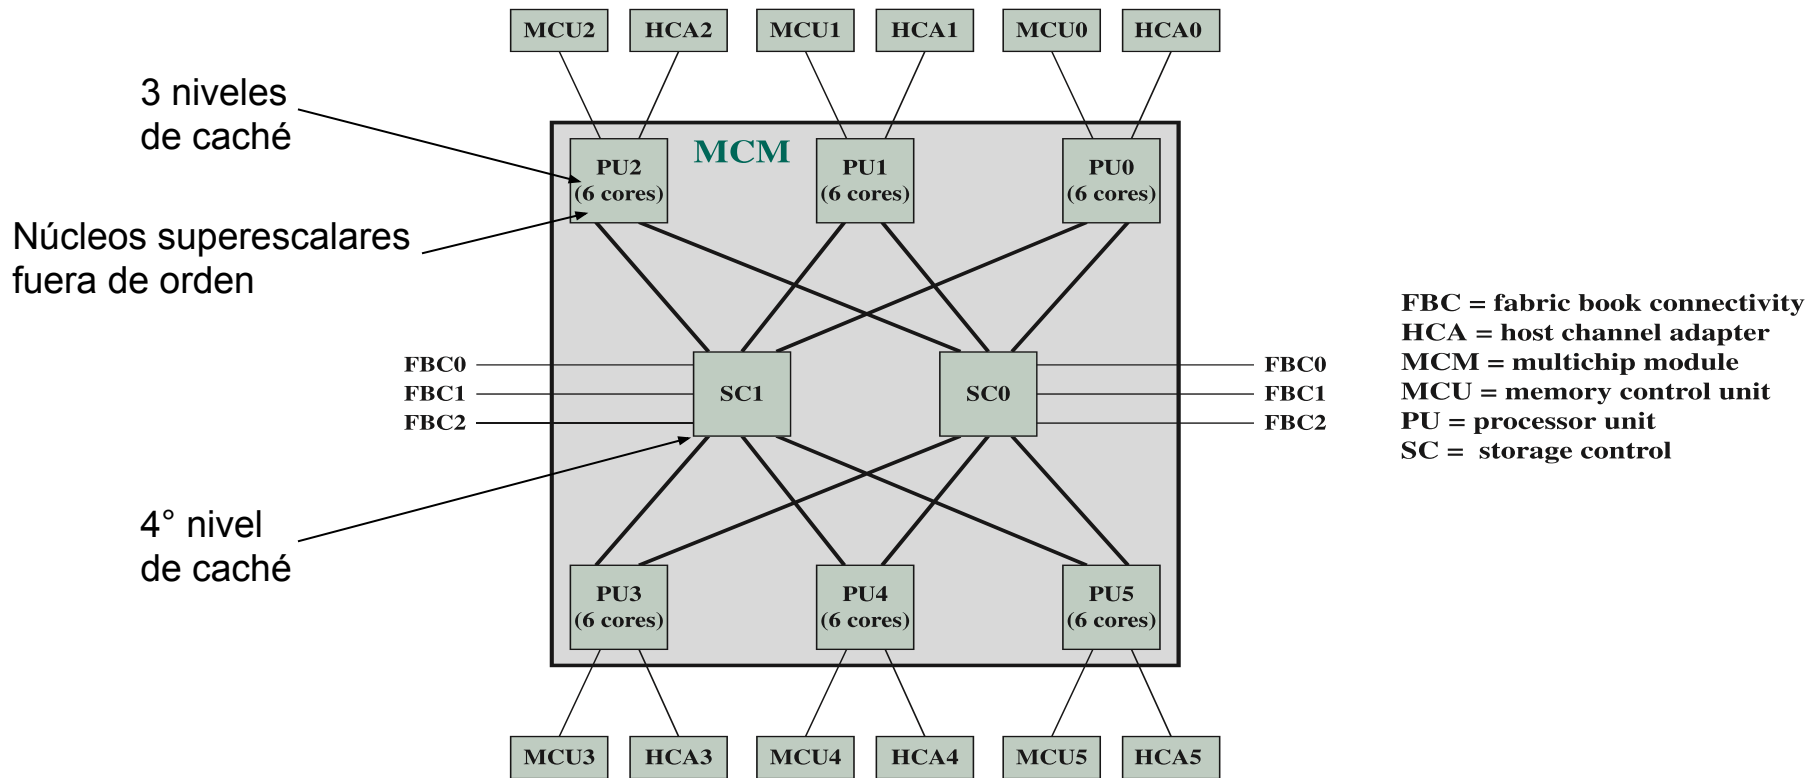 MCU2 HCA2 MCU1 HCA1 MCU0 HCA0
3 niveles
de caché
MCM
PU2
(6 cores)
PU1
(6 cores)
PU0
(6 cores)
Núcleos superescalares
fuera de orden
FBC0
FBC1
FBC2
SC1
SC0
FBC0
FBC1
FBC2
FBC = fabric book connectivity
HCA = host channel adapter
MCM = multichip module
MCU = memory control unit
PU = processor unit
SC = storage control
4° nivel
de caché
PU3
(6 cores)
PU4
(6 cores)
PU5
(6 cores)
MCU3 HCA3 MCU4 HCA4 MCU5 HCA5